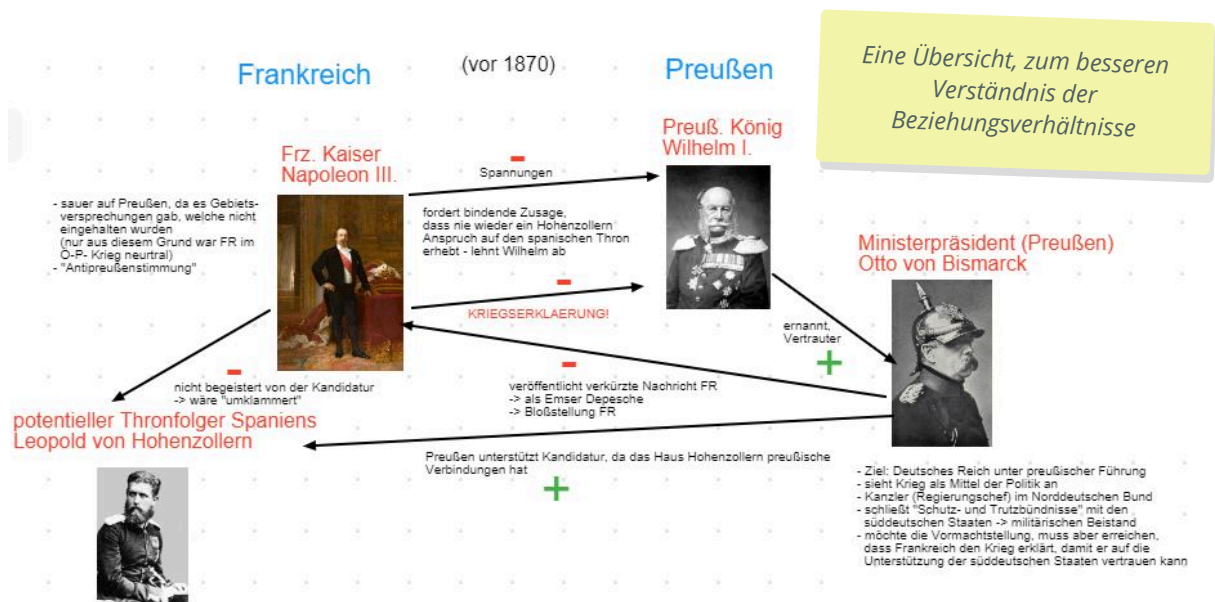 Frankreich
(vor 1870)
Preußen
Eine Übersicht, zum besseren
Verständnis der
Beziehungsverhältnisse
Frz. Kaiser
Napoleon III.
Preuß. König
Wilhelm I.
Spannungen
- sauer auf Preußen, da es Gebiets-
versprechungen gab, welche nicht
eingehalten wurden
(nur aus diesem Grund war FR im
Ö-P- Krieg neurtral)
- "Antipreußenstimmung"
fordert bindende Zusage,
dass nie wieder ein Hohenzollern
Anspruch auf den spanischen Thron
erhebt - lehnt Wilhelm ab
Ministerpräsident (Preußen)
Otto von Bismarck
KRIEGSERKLAERUNG!
ernannt,
Vertrauter
nicht begeistert von der Kandidatur
-> wäre "umklammert"
veröffentlicht verkürzte Nachricht FR
-> als Emser Depesche
-> Bloßstellung FR
potentieller Thronfolger Spaniens
Leopold von Hohenzollern
Preußen unterstützt Kandidatur, da das Haus Hohenzollern preußische
Verbindungen hat
- Ziel: Deutsches Reich unter preußischer Führung
- sieht Krieg als Mittel der Politik an
- Kanzler (Regierungschef) im Norddeutschen Bund
- schließt "Schutz- und Trutzbündnisse" mit den
süddeutschen Staaten -> militärischen Beistand
- möchte die Vormachtstellung, muss aber erreichen,
dass Frankreich den Krieg erklärt, damit er auf die
Unterstützung der süddeutschen Staaten vertrauen kann